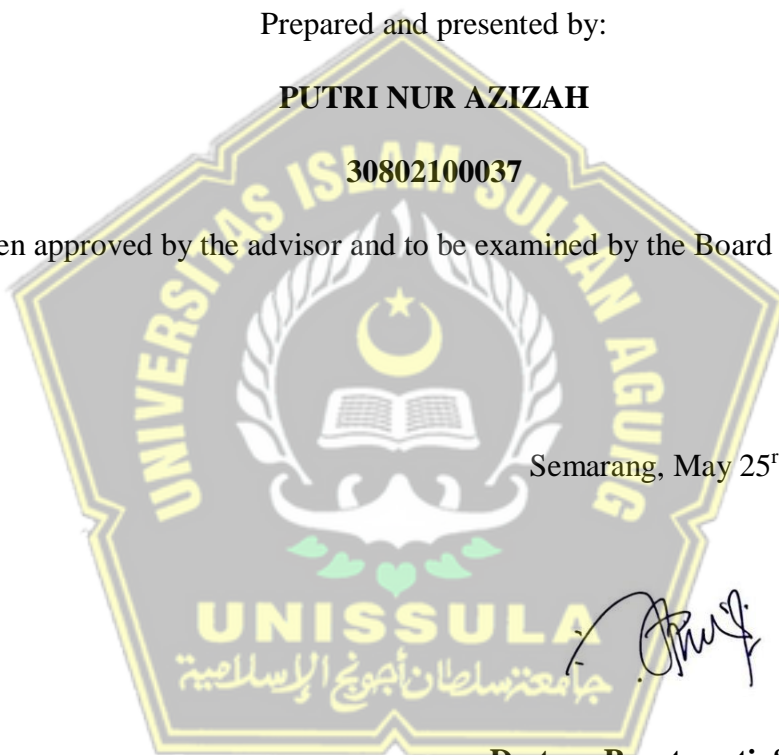 Prepared and presented by:
PUTRI NUR AZIZAH
30802100037
approved by the advisor and to be examined by the Board
UNIVERSITAS ISLAM SULTAN AGUNG
Semarang, May 25
UNISSULA
جامعة سلطان أجونج الإسلامية